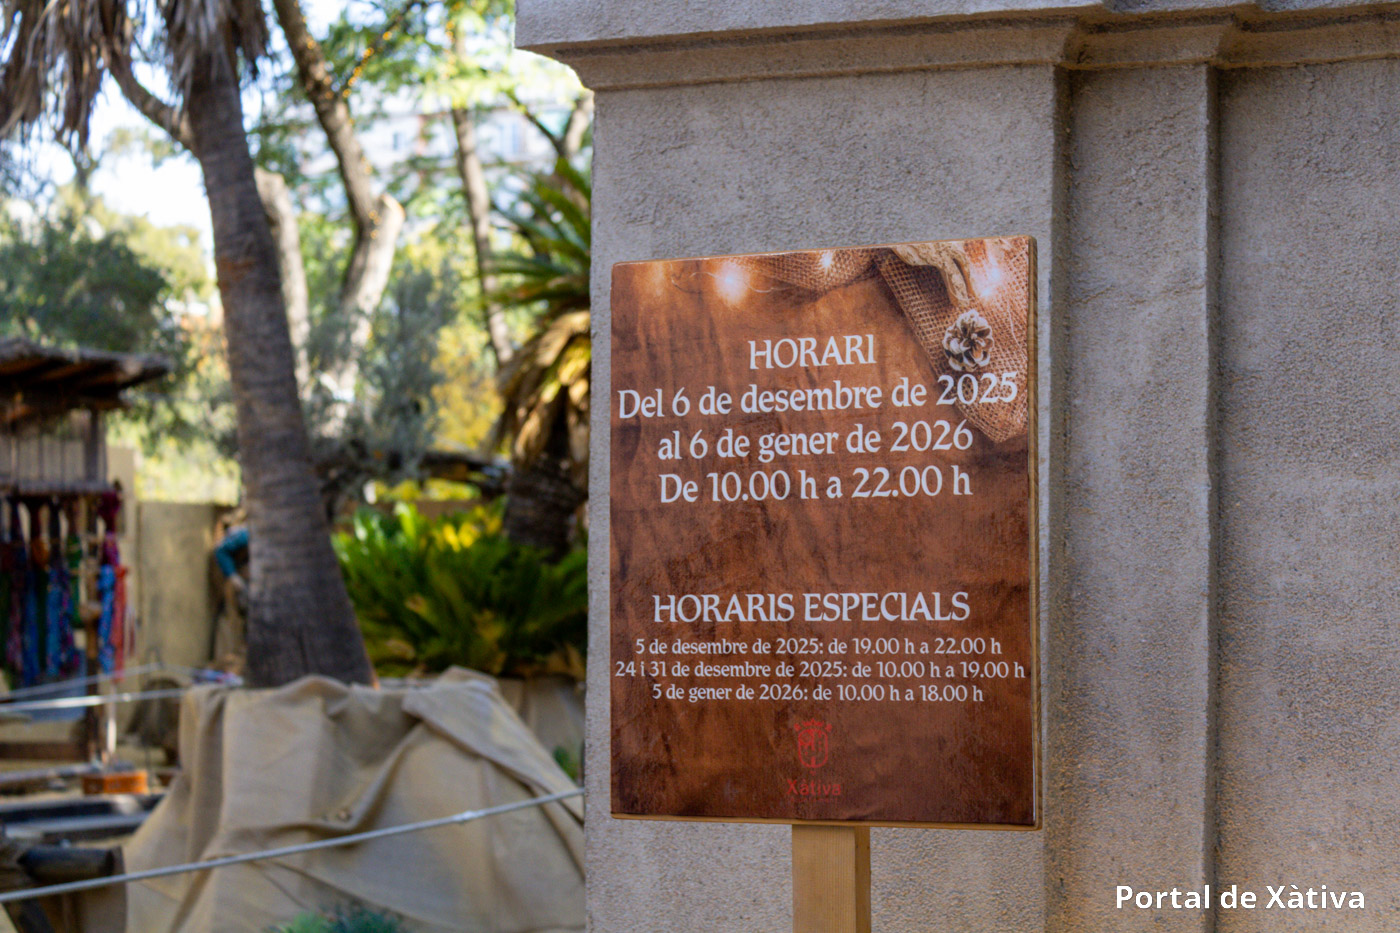 HORARI
Del 6 de desembre de 2025
al 6 de gener de 2026
De 10.00 h a 22.00 h
HORARIS ESPECIALS
5 de desembre de 2025: de 19.00 h a 22.00 h
24 i 31 de desembre de 2025: de 10.00 h a 19.00 h
5 de gener de 2026: de 10.00 h a 18.00 h
Xàtiva
Portal de Xàtiva